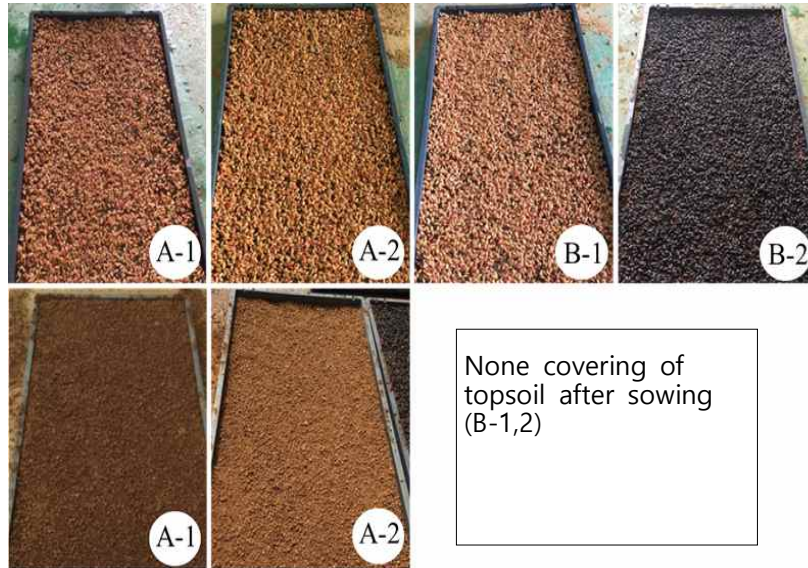 A-1
A-2
B-1
B-2
A-1
A-2
None covering of
topsoil after sowing
(B-1,2)